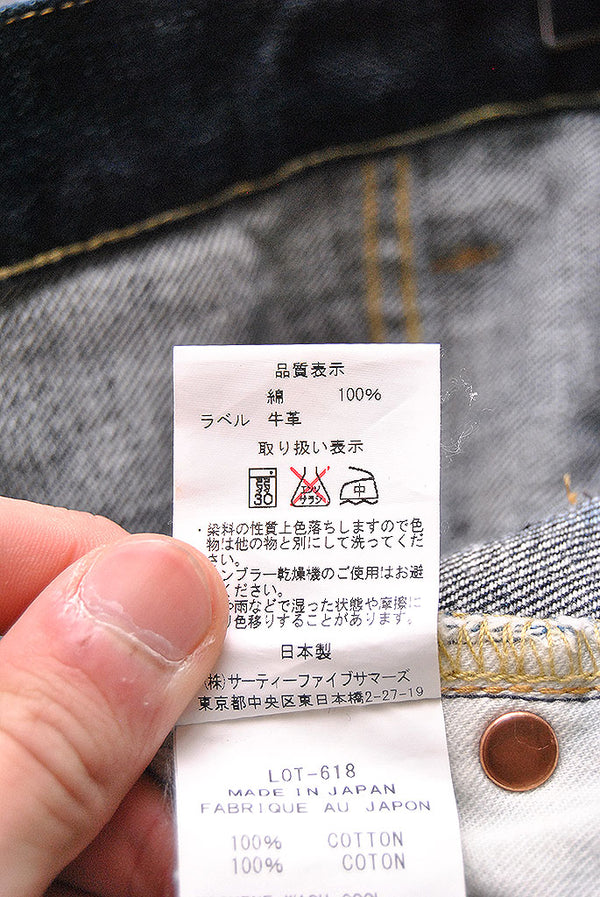 品質表示
綿 100%
ラベル 牛革
取り扱い表示
弱 30 エンソ サラシ 中
・染料の性質上色落ちしますので色
物は他の物と別にして洗ってくだ
さい。
ンブラー乾燥機のご使用はお避
ください。
や雨などで湿った状態や摩擦に
り色移りすることがあります。
日本製
(株)サーティーファイブサマーズ
東京都中央区東日本橋2-27-19
LOT-618
MADE IN JAPAN
FABRIQUE AU JAPON
100% COTTON
100% COTON